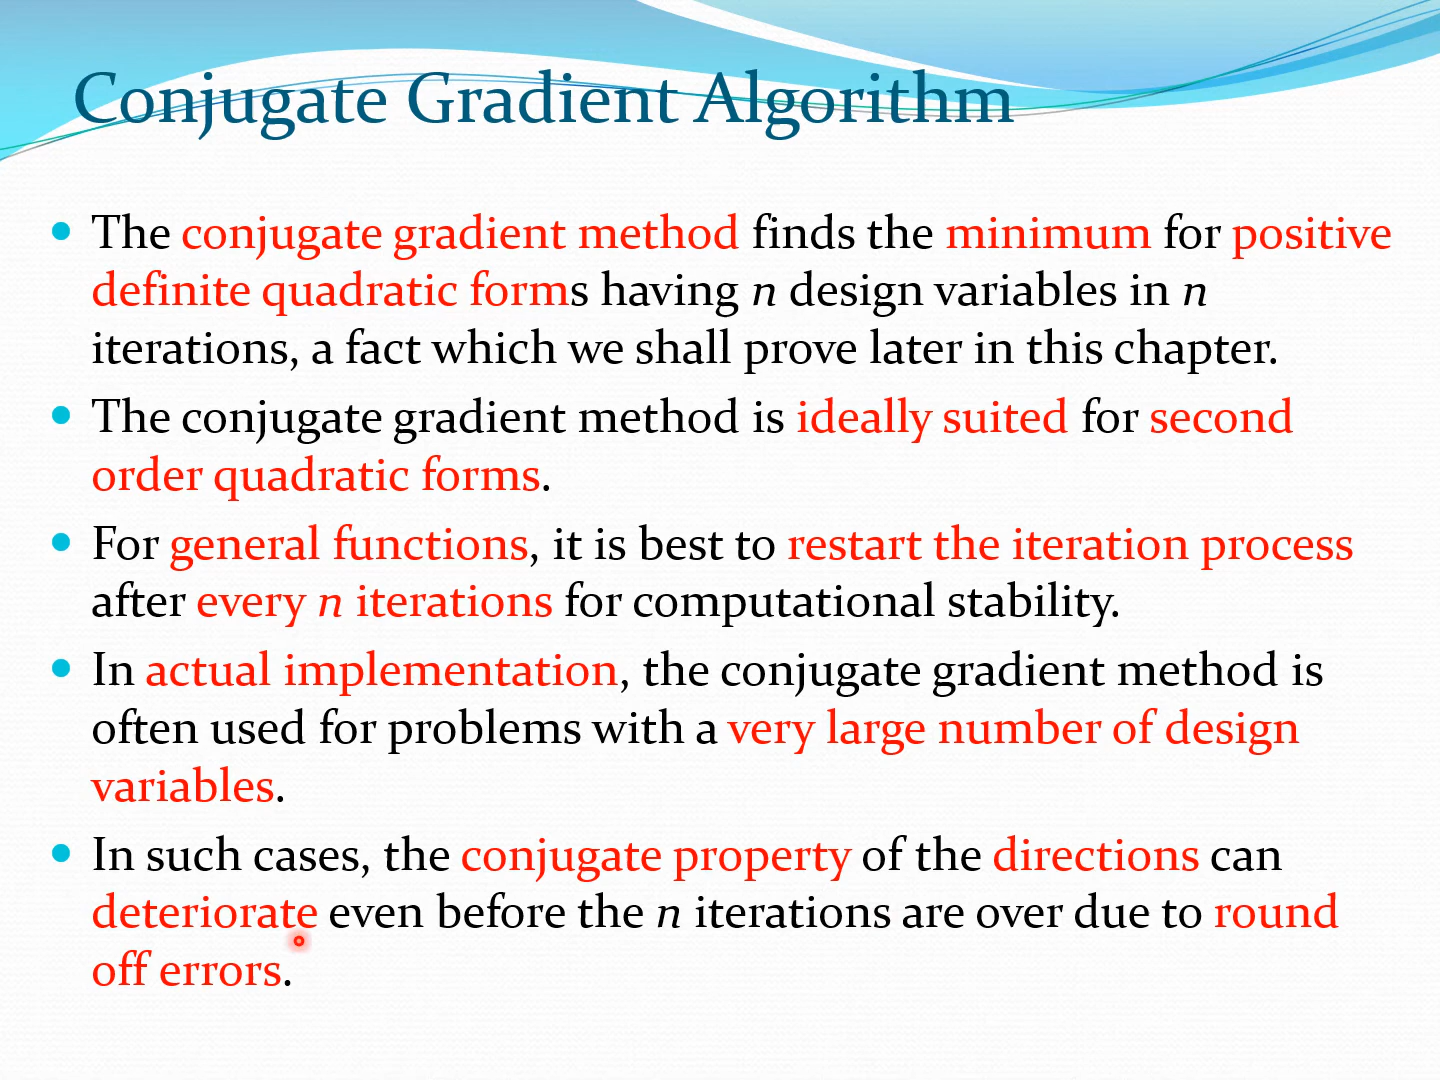 Conjugate Gradient Algorithm
The conjugate gradient method finds the minimum for positive
definite quadratic forms having n design variables in n
iterations, a fact which we shall prove later in this chapter.
The conjugate gradient method is ideally suited for second
order quadratic forms.
For general functions, it is best to restart the iteration process
after every n iterations for computational stability.
In actual implementation, the conjugate gradient method is
often used for problems with a very large number of design
variables.
In such cases, the conjugate property of the directions can
deteriorate even before the n iterations are over due to round
off errors.